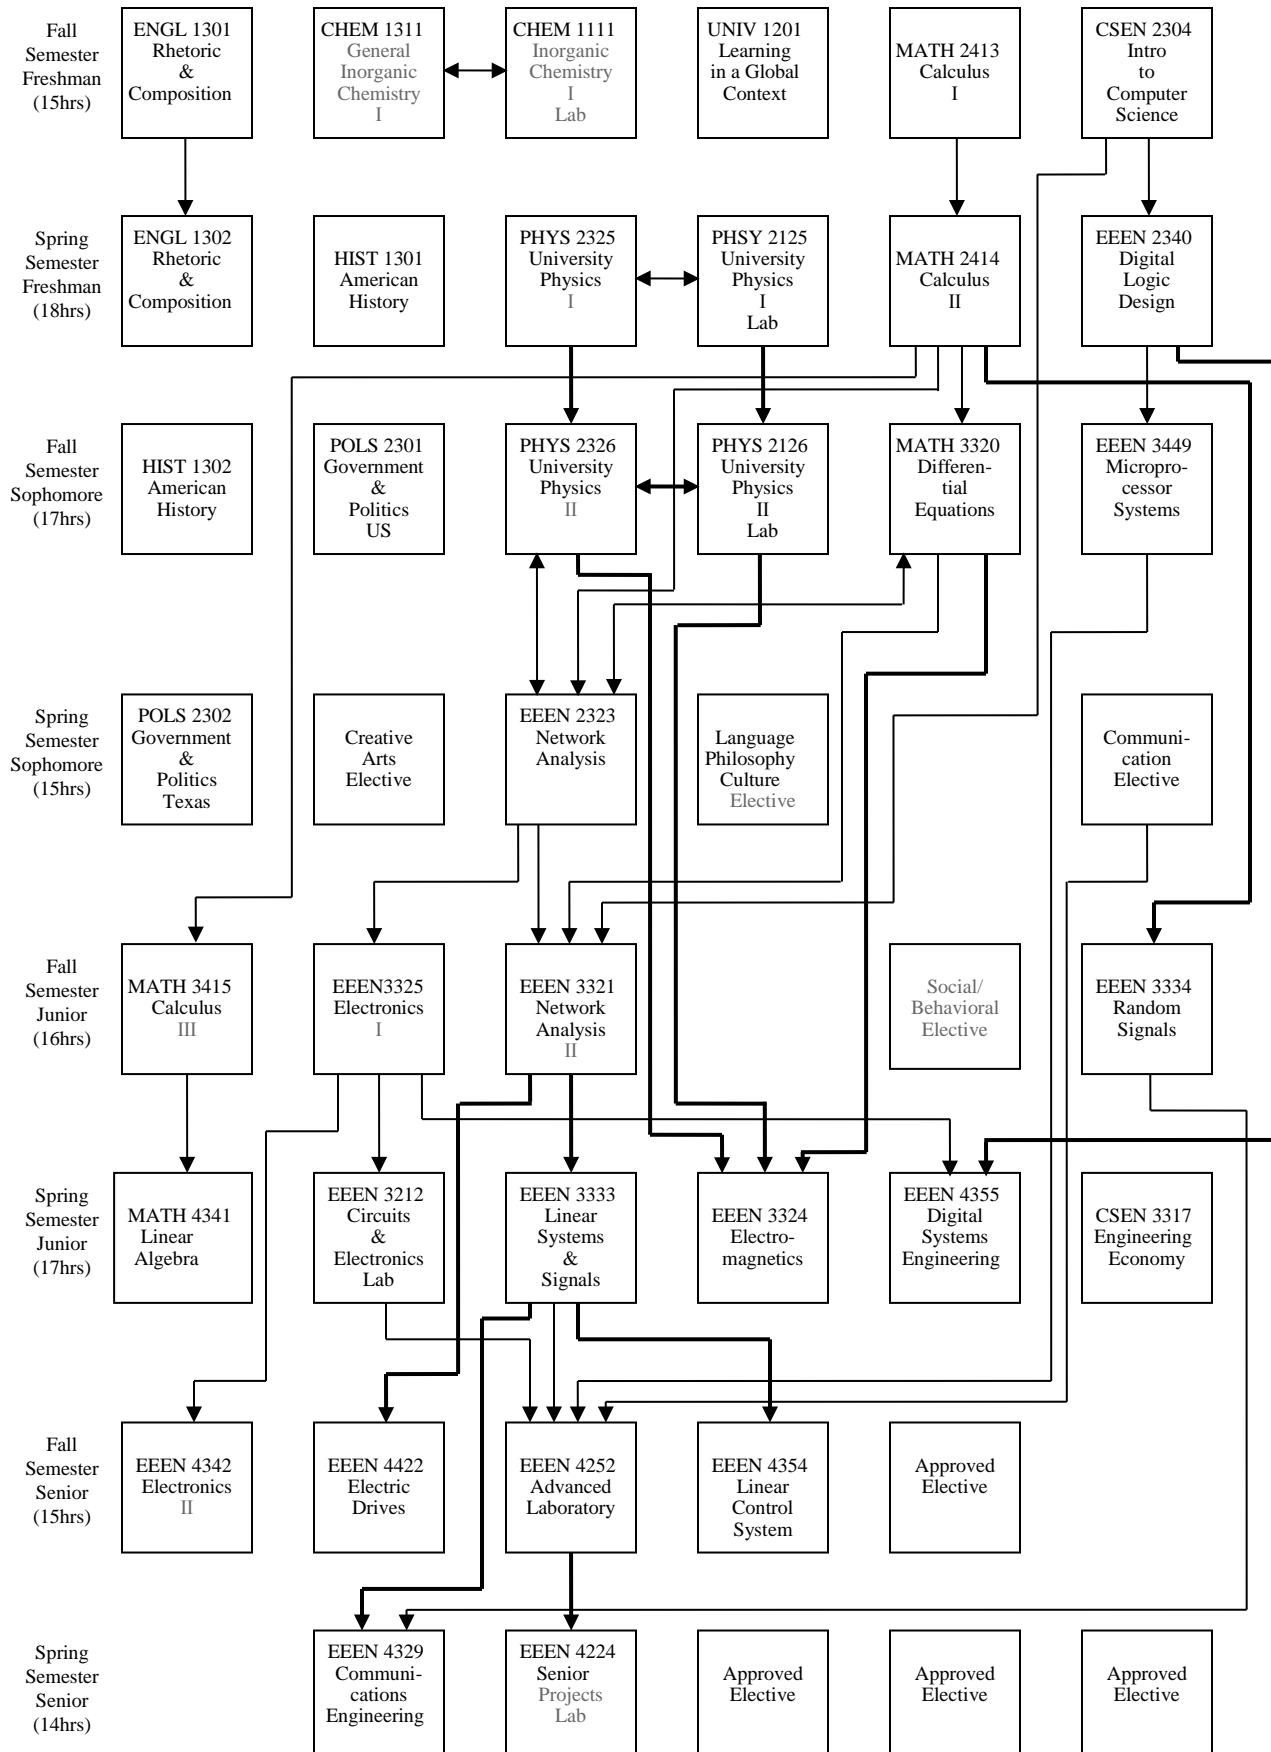 Fall
Semester
Freshman
(15hrs)
ENGL 1301
Rhetoric
&
Composition
CHEM 1311
General
Inorganic
Chemistry
I
CHEM 1111
Inorganic
Chemistry
I
Lab
UNIV 1201
Learning
in a Global
Context
MATH 2413
Calculus
I
CSEN 2304
Intro
to
Computer
Science
Spring
Semester
Freshman
(18hrs)
ENGL 1302
Rhetoric
&
Composition
HIST 1301
American
History
PHYS 2325
University
Physics
I
PHSY 2125
University
Physics
I
Lab
MATH 2414
Calculus
II
EEEN 2340
Digital
Logic
Design
Fall
Semester
Sophomore
(17hrs)
HIST 1302
American
History
POLS 2301
Government
&
Politics
US
PHYS 2326
University
Physics
II
PHYS 2126
University
Physics
II
Lab
MATH 3320
Differen-
tial
Equations
EEEN 3449
Micropro-
cessor
Systems
Spring
Semester
Sophomore
(15hrs)
POLS 2302
Government
&
Politics
Texas
Creative
Arts
Elective
EEEN 2323
Network
Analysis
Language
Philosophy
Culture
Elective
Communi-
cation
Elective
Fall
Semester
Junior
(16hrs)
MATH 3415
Calculus
III
EEEN3325
Electronics
I
EEEN 3321
Network
Analysis
II
Social/
Behavioral
Elective
EEEN 3334
Random
Signals
Spring
Semester
Junior
(17hrs)
MATH 4341
Linear
Algebra
EEEN 3212
Circuits
&
Electronics
Lab
EEEN 3333
Linear
Systems
&
Signals
EEEN 3324
Electro-
magnetics
EEEN 4355
Digital
Systems
Engineering
CSEN 3317
Engineering
Economy
Fall
Semester
Senior
(15hrs)
EEEN 4342
Electronics
II
EEEN 4422
Electric
Drives
EEEN 4252
Advanced
Laboratory
EEEN 4354
Linear
Control
System
Approved
Elective
Spring
Semester
Senior
(14hrs)
EEEN 4329
Communi-
cations
Engineering
EEEN 4224
Senior
Projects
Lab
Approved
Elective
Approved
Elective
Approved
Elective